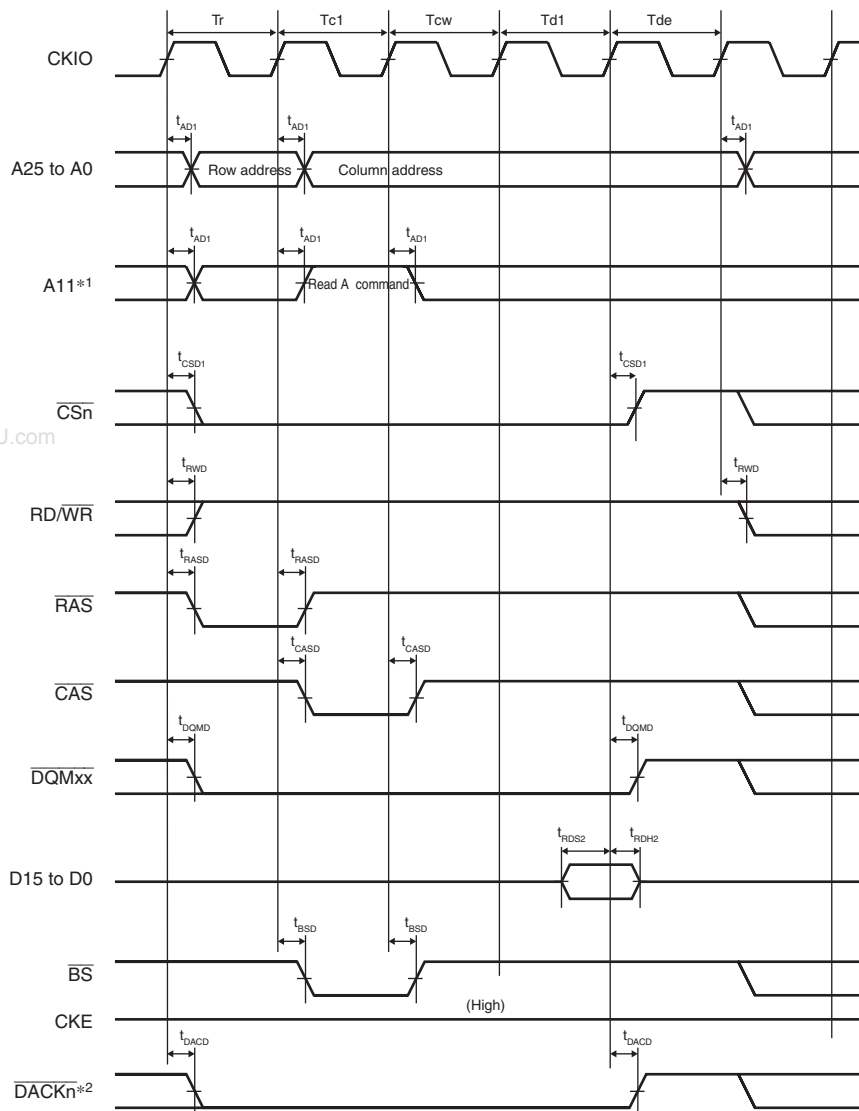 Tr Tc1 Tcw Td1 Tde
CKIO
tAD1 tAD1 tAD1
A25 to A0 Row address Column address
tAD1 tAD1 tAD1
A11*1 Read A command
tCSD1 tCSD1
CSn
U.com
tRWD tRWD
RD/WR
tRASD tRASD
RAS
tCASD tCASD
CAS
tDQMD tDQMD
DQMxx
tRDS2 tRDH2
D15 to D0
tBSD tBSD
BS
(High)
CKE
tDACD tDACD
DACKn*2